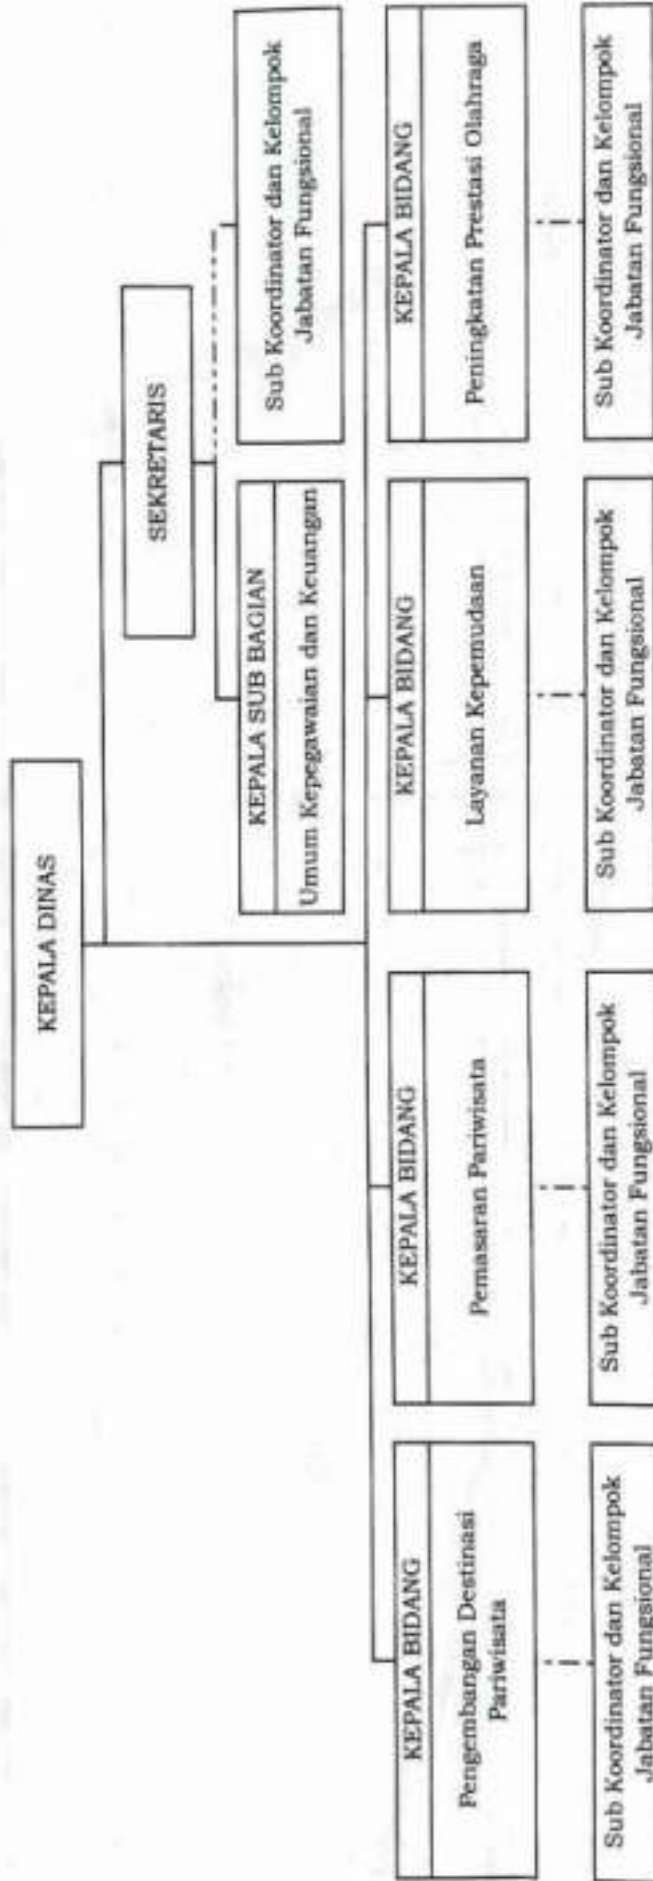 KEPALA DINAS
SEKRETARIS
KEPALA SUB BAGIAN
Umum Kepegawaian dan Keuangan
Sub Koordinator dan Kelompok
Jabatan Fungsional
KEPALA BIDANG
Pengembangan Destinasi
Pariwisata
KEPALA BIDANG
Pemasaran Pariwisata
KEPALA BIDANG
Layanan Kepemudaan
KEPALA BIDANG
Peningkatan Prestasi Olahraga
Sub Koordinator dan Kelompok
Jabatan Fungsional
Sub Koordinator dan Kelompok
Jabatan Fungsional
Sub Koordinator dan Kelompok
Jabatan Fungsional
Sub Koordinator dan Kelompok
Jabatan Fungsional